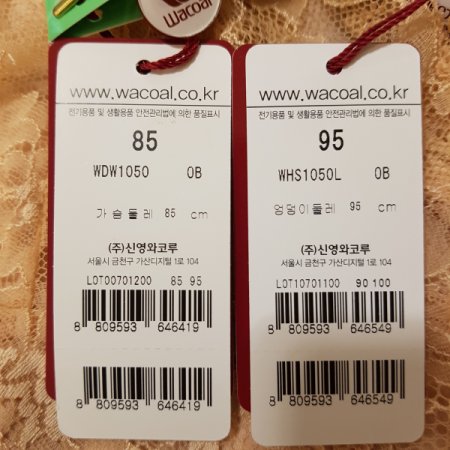 wacoal
www.wacoal.co.kr
전기용품 및 생활용품 안전관리법에 의한 품질표시
85
WDW1050 0B
가슴둘레 85 cm
(주)신영와코루
서울시 금천구 가산디지털 1로 104
LOT00701200 85 95
8 809593 646419
8 809593 646419
www.wacoal.co.kr
전기용품 및 생활용품 안전관리법에 의한 품질표시
95
WHS1050L 0B
엉덩이둘레 95 cm
(주)신영와코루
서울시 금천구 가산디지털 1로 104
LOT10701100 90 100
8 809593 646549
8 809593 646549